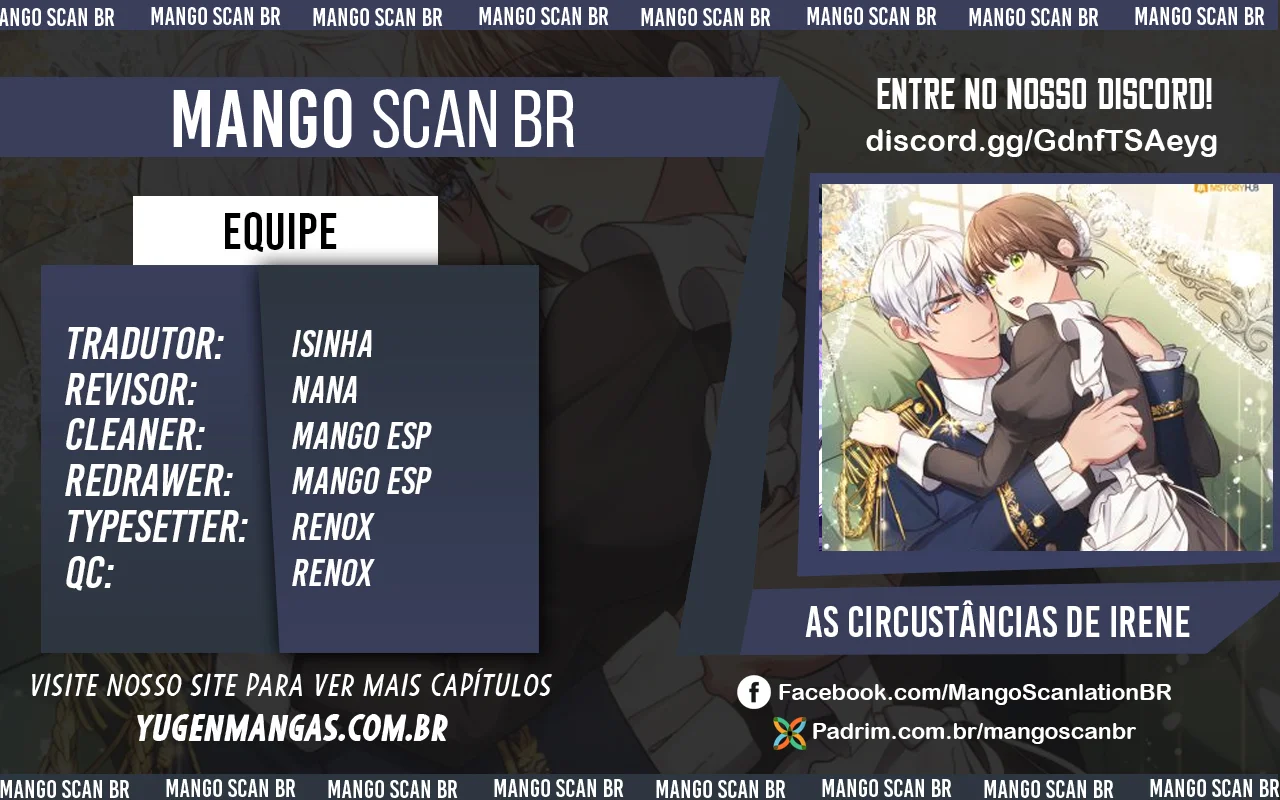 ANGO SCAN BR MANGO SCAN BR MANGO SCAN BR MANGO SCAN BR MANGO SCAN BR MANGO SCAN BR MANGO SCAN BR MANGO SCAN BR
MANGO SCAN BR
EQUIPE
TRADUTOR: ISINHA
REVISOR: NANA
CLEANER: MANGO ESP
REDRAWER: MANGO ESP
TYPESETTER: RENOX
QC: RENOX
VISITE NOSSO SITE PARA VER MAIS CAPÍTULOS
YUGENMANGAS.COM.BR
ENTRE NO NOSSO DISCORD!
discord.gg/GdnfTSAeyg
MSTORYHUB
AS CIRCUSTÂNCIAS DE IRENE
Facebook.com/MangoScanlationBR
Padrim.com.br/mangoscanbr
MANGO SCAN BR MANGO SCAN BR MANGO SCAN BR MANGO SCAN BR MANGO SCAN BR MANGO SCAN BR MANGO SCAN BR MANGO SCAN BR